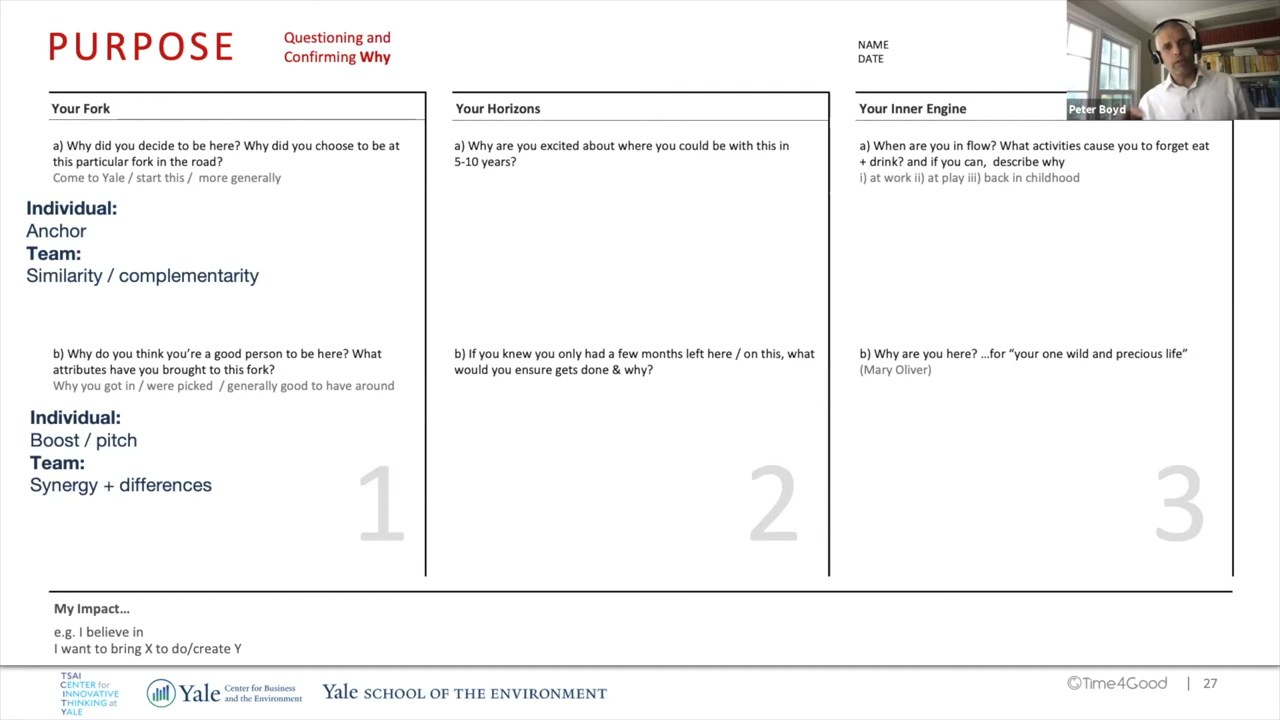 PURPOSE
Questioning and
Confirming Why
NAME
DATE
Peter Boyd
Your Fork
a) Why did you decide to be here? Why did you choose to be at
this particular fork in the road?
Come to Yale / start this / more generally
Individual:
Anchor
Team:
Similarity / complementarity
b) Why do you think you're a good person to be here? What
attributes have you brought to this fork?
Why you got in / were picked / generally good to have around
Individual:
Boost / pitch
Team:
Synergy + differences
1
Your Horizons
a) Why are you excited about where you could be with this in
5-10 years?
b) If you knew you only had a few months left here / on this, what
would you ensure gets done & why?
2
Your Inner Engine
a) When are you in flow? What activities cause you to forget eat
+ drink? and if you can, describe why
i) at work ii) at play iii) back in childhood
b) Why are you here? …for “your one wild and precious life”
(Mary Oliver)
3
My Impact…
e.g. I believe in
I want to bring X to do/create Y
TSAI
CENTER for
INNOVATIVE
THINKING at
YALE
Yale Center for Business
and the Environment
Yale SCHOOL OF THE ENVIRONMENT
©Time4Good | 27